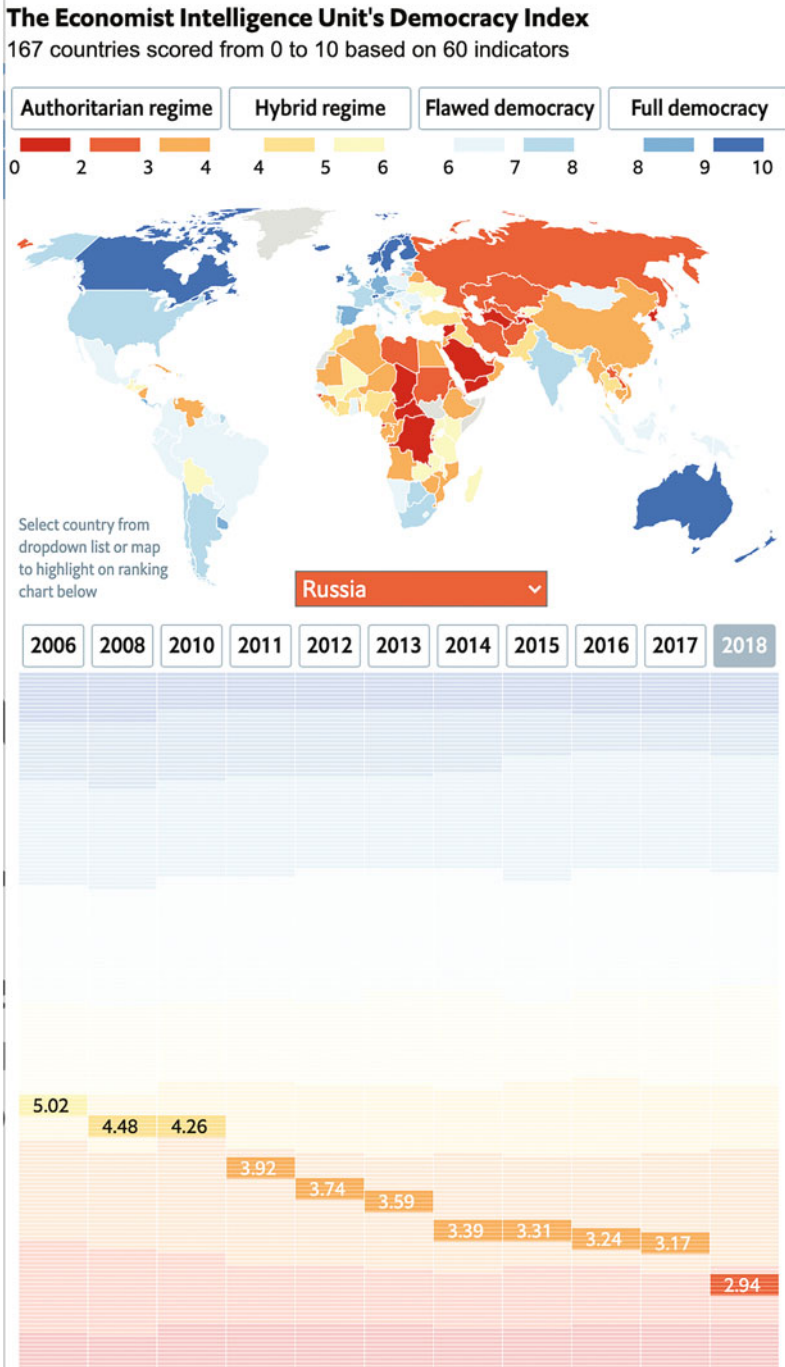 The Economist Intelligence Unit's Democracy Index
167 countries scored from 0 to 10 based on 60 indicators
Authoritarian regime Hybrid regime Flawed democracy Full democracy
0 2 3 4 4 5 6 6 7 8 8 9 10
Select country from
dropdown list or map
to highlight on ranking
chart below
Russia
2006 2008 2010 2011 2012 2013 2014 2015 2016 2017 2018
5.02
4.48 4.26
3.92
3.74
3.59
3.39 3.31
3.24
3.17
2.94